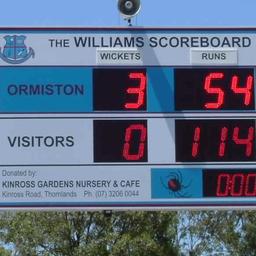 THE WILLIAMS SCOREBOARD
WICKETS RUNS
ORMISTON 3 54
VISITORS 0 114
Donated by:
KINROSS GARDENS NURSERY & CAFE
Kinross Road, Thornlands Ph. (07) 3206 0044
0:00